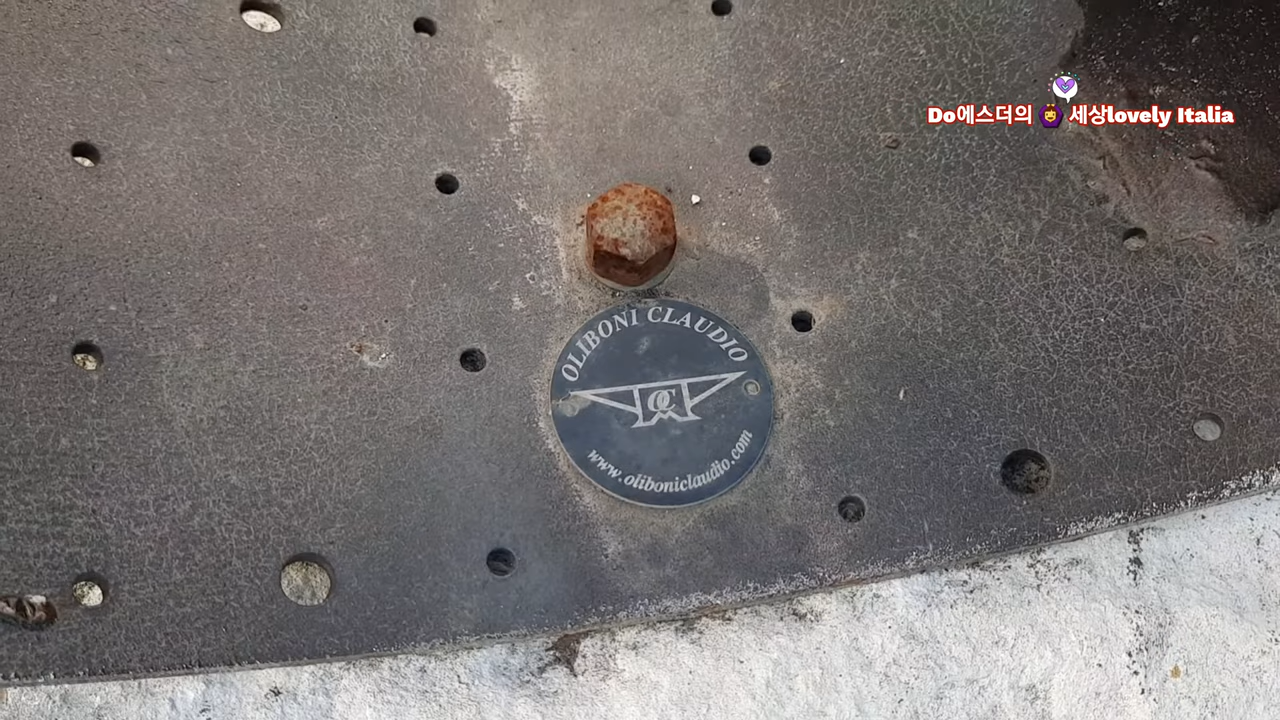 Do에스더의 🙆‍♀️ 세상lovely Italia
OLIBONI CLAUDIO
OC
www.oliboniclaudio.com